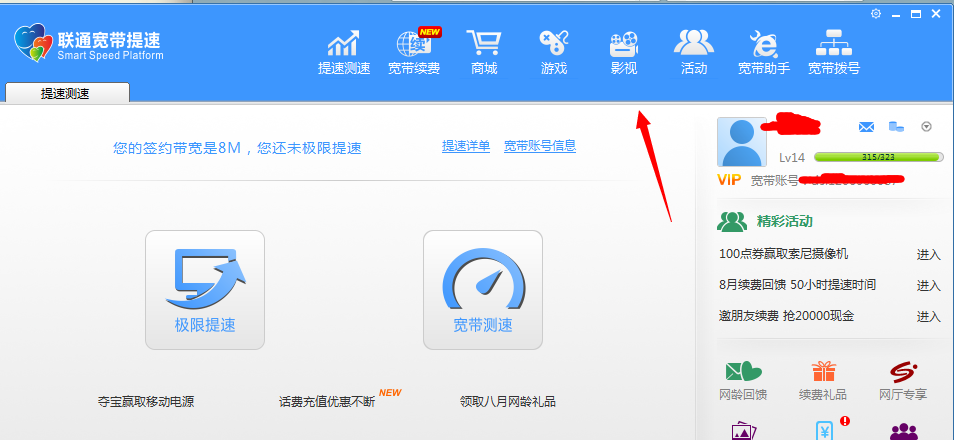 联通宽带提速
Smart Speed Platform
提速测速
NEW
宽带续费
商城
游戏
影视
活动
宽带助手
宽带拨号
提速测速
您的签约带宽是8M，您还未极限提速
提速详单
宽带账号信息
极限提速
宽带测速
夺宝赢取移动电源
话费充值优惠不断
NEW
领取八月网龄礼品
Lv14
315/323
VIP
宽带账号
精彩活动
100点券赢取索尼摄像机 进入
8月续费回馈 50小时提速时间 进入
邀朋友续费 抢20000现金 进入
网龄回馈
续费礼品
网厅专享